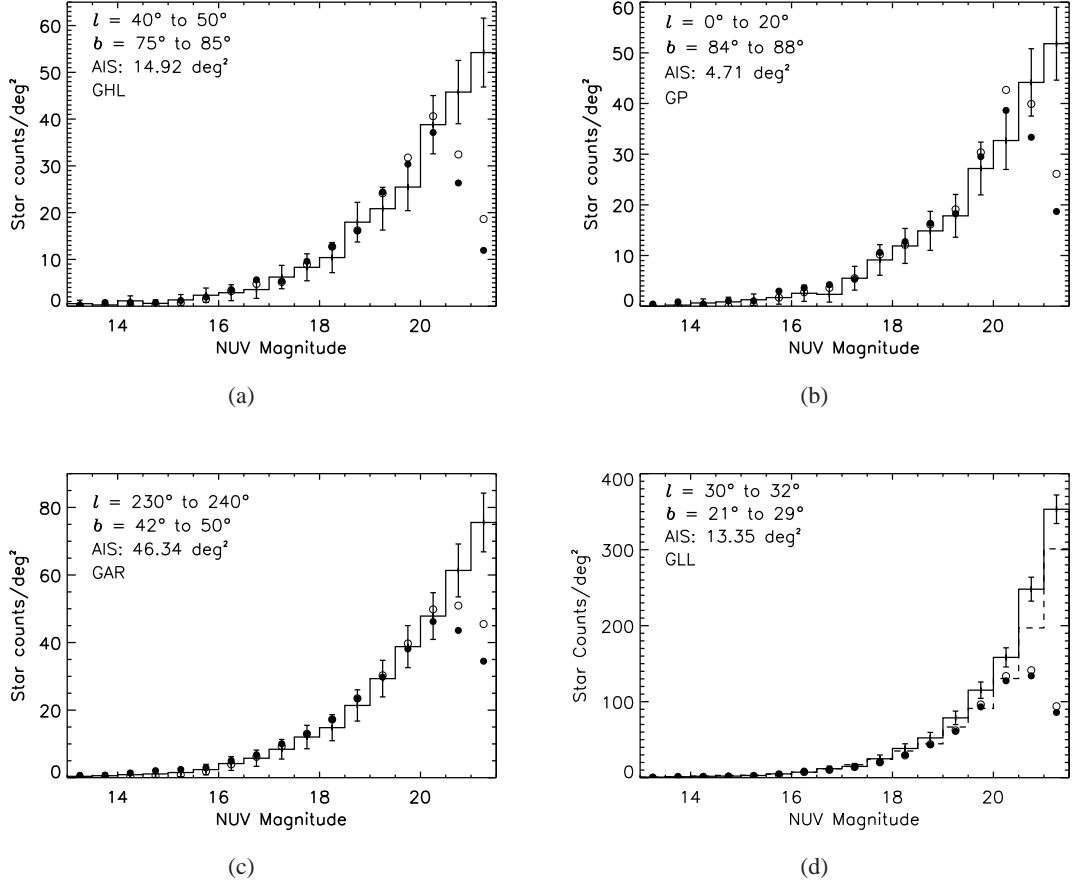 60
50
40
30
20
10
0
Star counts/deg²
l = 40° to 50°
b = 75° to 85°
AIS: 14.92 deg²
GHL
14 16 18 20
NUV Magnitude
(a)
60
50
40
30
20
10
0
Star counts/deg²
l = 0° to 20°
b = 84° to 88°
AIS: 4.71 deg²
GP
14 16 18 20
NUV Magnitude
(b)
80
60
40
20
0
Star counts/deg²
l = 230° to 240°
b = 42° to 50°
AIS: 46.34 deg²
GAR
14 16 18 20
NUV Magnitude
(c)
400
300
200
100
0
Star Counts/deg²
l = 30° to 32°
b = 21° to 29°
AIS: 13.35 deg²
GLL
14 16 18 20
NUV Magnitude
(d)